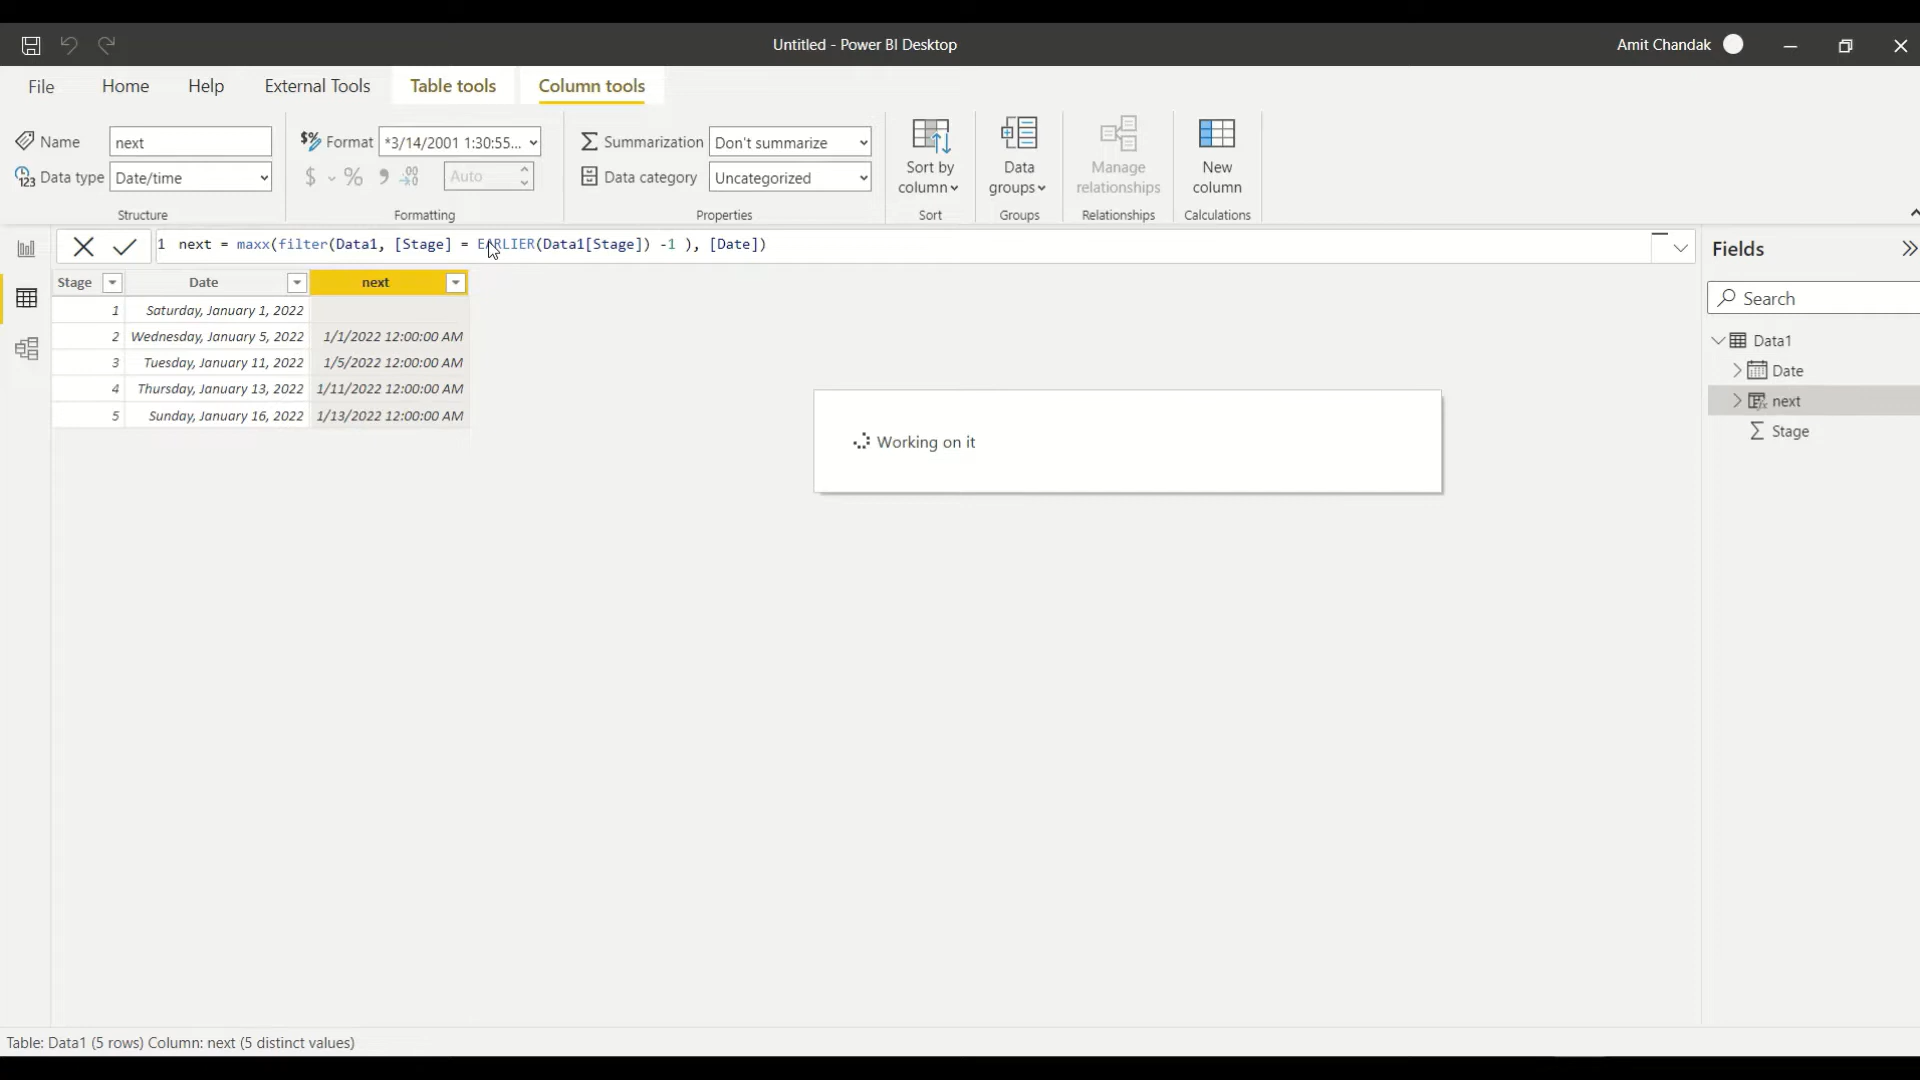 Untitled - Power BI Desktop
Amit Chandak
File Home Help External Tools Table tools Column tools
Name next
Data type Date/time
Structure
Format *3/14/2001 1:30:55...
$ % 9 .00 Auto
Formatting
Summarization Don't summarize
Data category Uncategorized
Properties
Sort by
column
Sort
Data
groups
Groups
Manage
relationships
Relationships
New
column
Calculations
1 next = maxx(filter(Data1, [Stage] = EARLIER(Data1[Stage]) -1 ), [Date])
Stage Date next
1 Saturday, January 1, 2022
2 Wednesday, January 5, 2022 1/1/2022 12:00:00 AM
3 Tuesday, January 11, 2022 1/5/2022 12:00:00 AM
4 Thursday, January 13, 2022 1/11/2022 12:00:00 AM
5 Sunday, January 16, 2022 1/13/2022 12:00:00 AM
Working on it
Fields
Search
Data1
Date
next
Stage
Table: Data1 (5 rows) Column: next (5 distinct values)